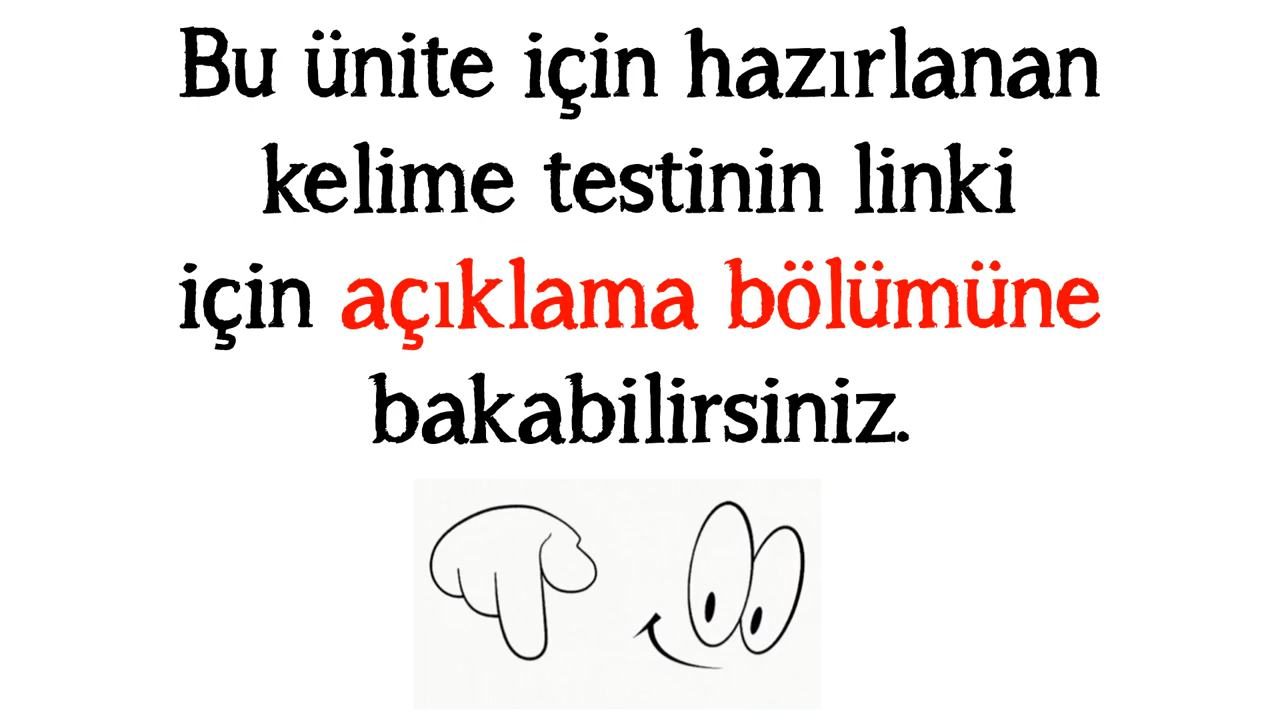 Bu ünite için hazırlanan
kelime testinin linki
için açıklama bölümüne
bakabilirsiniz.